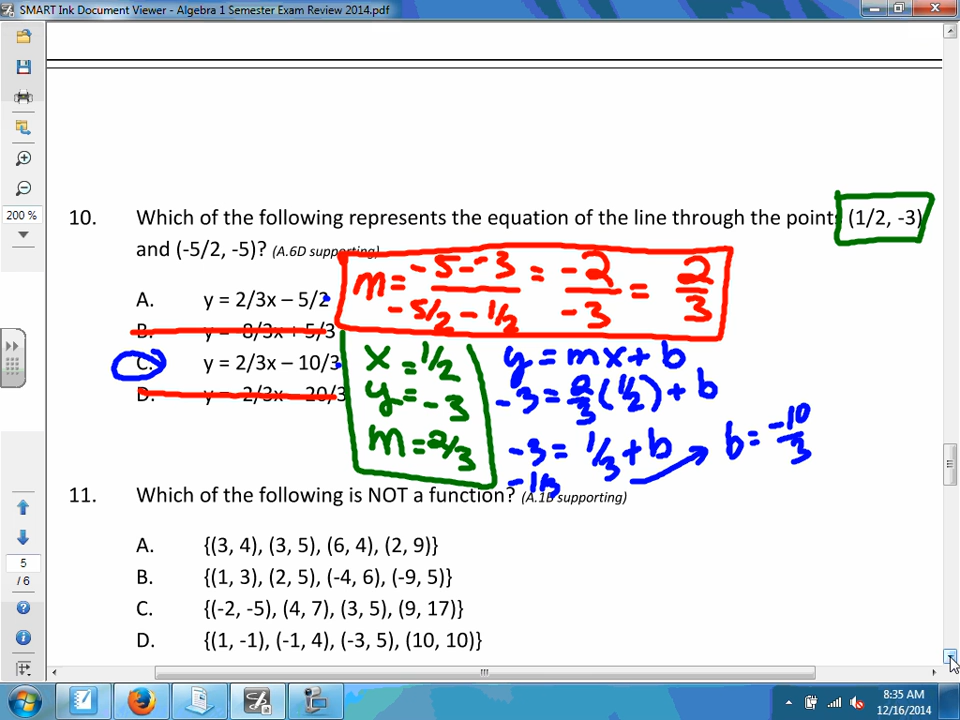 SMART Ink Document Viewer - Algebra 1 Semester Exam Review 2014.pdf
200 %
5
/ 6
10. Which of the following represents the equation of the line through the points (1/2, -3)
and (-5/2, -5)? (A.6D supporting)
A. y = 2/3x – 5/2
B. y = -8/3x + 5/3
C. y = 2/3x – 10/3
D. y = -2/3x – 20/3
m = -5 - -3 / -5/2 - 1/2 = -2 / -3 = 2 / 3
x = 1/2
y = -3
m = 2/3
y = mx + b
-3 = 2/3 (1/2) + b
-3 = 1/3 + b
-1/3
b = -10/3
11. Which of the following is NOT a function? (A.1B supporting)
A. {(3, 4), (3, 5), (6, 4), (2, 9)}
B. {(1, 3), (2, 5), (-4, 6), (-9, 5)}
C. {(-2, -5), (4, 7), (3, 5), (9, 17)}
D. {(1, -1), (-1, 4), (-3, 5), (10, 10)}
8:35 AM
12/16/2014